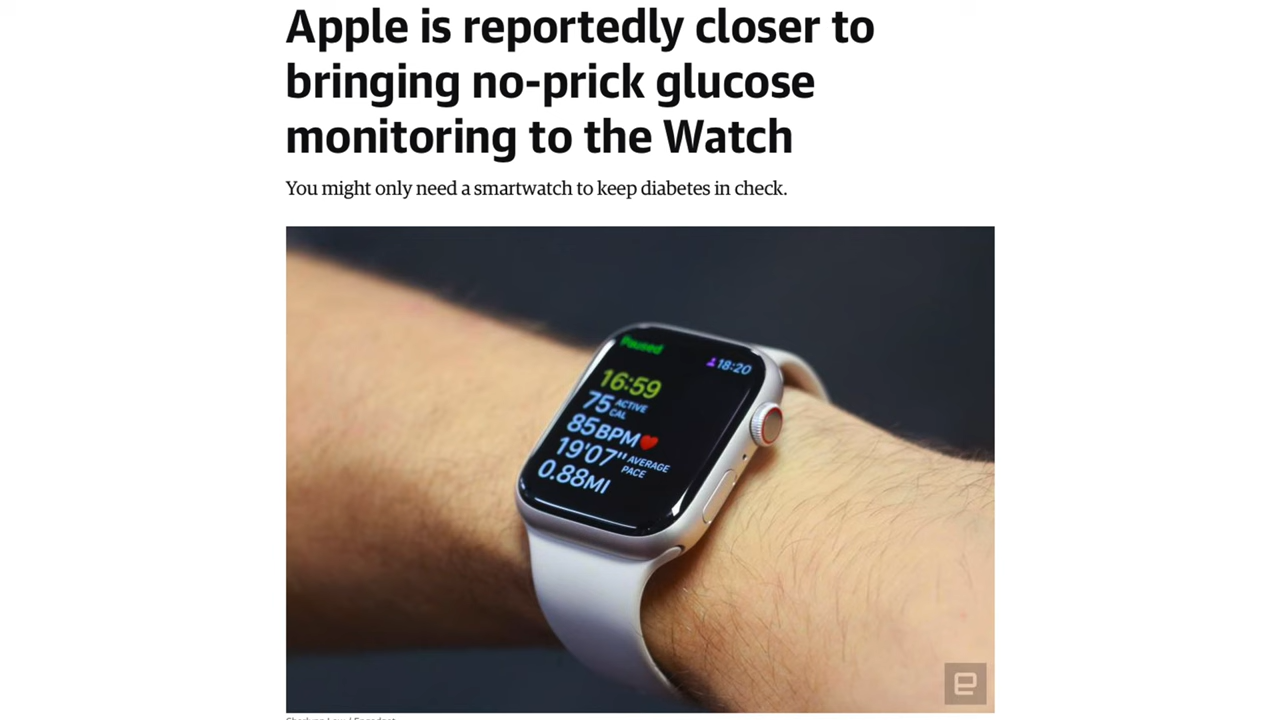 Apple is reportedly closer to
bringing no-prick glucose
monitoring to the Watch
You might only need a smartwatch to keep diabetes in check.
Paused
18:20
16:59
75 ACTIVE CAL
85BPM
19'07" AVERAGE PACE
0.88MI
e